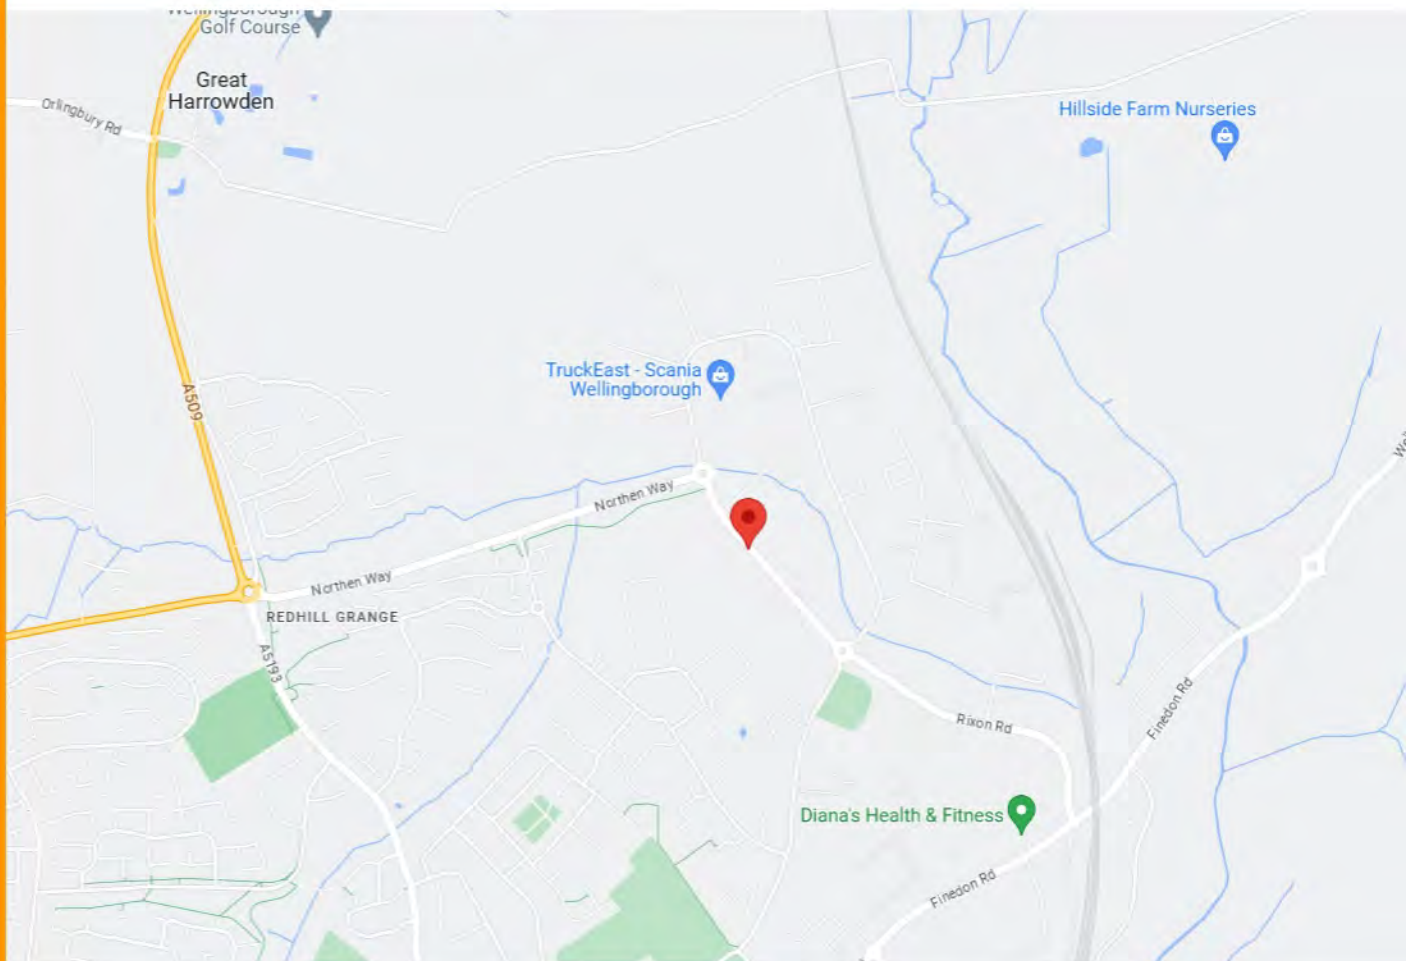 Wellingborough
Golf Course
Great
Harrowden
Orlingbury Rd
Hillside Farm Nurseries
A509
TruckEast - Scania
Wellingborough
Northen Way
Northen Way
REDHILL GRANGE
A5193
Rixon Rd
Finedon Rd
Diana's Health & Fitness
Finedon Rd